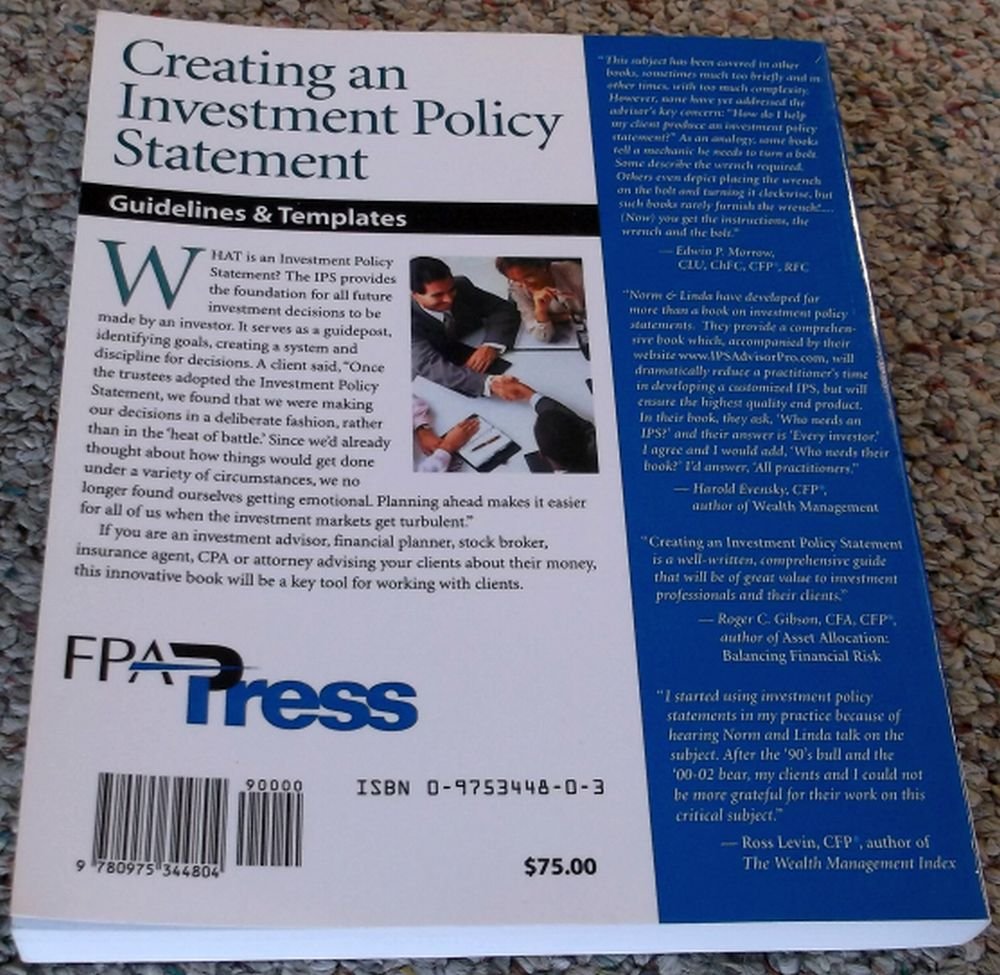 Creating an
Investment Policy
Statement
Guidelines & Templates
WHAT is an Investment Policy
Statement? The IPS provides
the foundation for all future
investment decisions to be
made by an investor. It serves as a guidepost,
identifying goals, creating a system and
discipline for decisions. A client said, "Once
the trustees adopted the Investment Policy
Statement, we found that we were making
our decisions in a deliberate fashion, rather
than in the 'heat of battle.' Since we'd already
thought about how things would get done
under a variety of circumstances, we no
longer found ourselves getting emotional. Planning ahead makes it easier
for all of us when the investment markets get turbulent."
If you are an investment advisor, financial planner, stock broker,
insurance agent, CPA or attorney advising your clients about their money,
this innovative book will be a key tool for working with clients.
FPA Press
90000
9 780975 344804
ISBN 0-9753448-0-3
$75.00
"This subject has been covered in other
books, sometimes much too briefly and in
other times, with too much complexity.
However, none have yet addressed the
advisor's key concern: "How do I help
my client produce an investment policy
statement?" As an analogy, some books
tell a mechanic he needs to turn a bolt.
Some describe the wrench required.
Others even depict placing the wrench
on the bolt and turning it clockwise, but
such books rarely furnish the wrench!....
(Now) you get the instructions, the
wrench and the bolt."
— Edwin P. Morrow,
CLU, ChFC, CFP®, RFC
"Norm & Linda have developed far
more than a book on investment policy
statements. They provide a comprehen-
sive book which, accompanied by their
website www.IPSAdvisorPro.com, will
dramatically reduce a practitioner's time
in developing a customized IPS, but will
ensure the highest quality end product.
In their book, they ask, 'Who needs an
IPS?' and their answer is 'Every investor.'
I agree and I would add, 'Who needs their
book?' I'd answer, 'All practitioners."
— Harold Evensky, CFP®,
author of Wealth Management
"Creating an Investment Policy Statement
is a well-written, comprehensive guide
that will be of great value to investment
professionals and their clients."
— Roger C. Gibson, CFA, CFP®,
author of Asset Allocation:
Balancing Financial Risk
"I started using investment policy
statements in my practice because of
hearing Norm and Linda talk on the
subject. After the '90's bull and the
'00-02 bear, my clients and I could not
be more grateful for their work on this
critical subject."
— Ross Levin, CFP®, author of
The Wealth Management Index